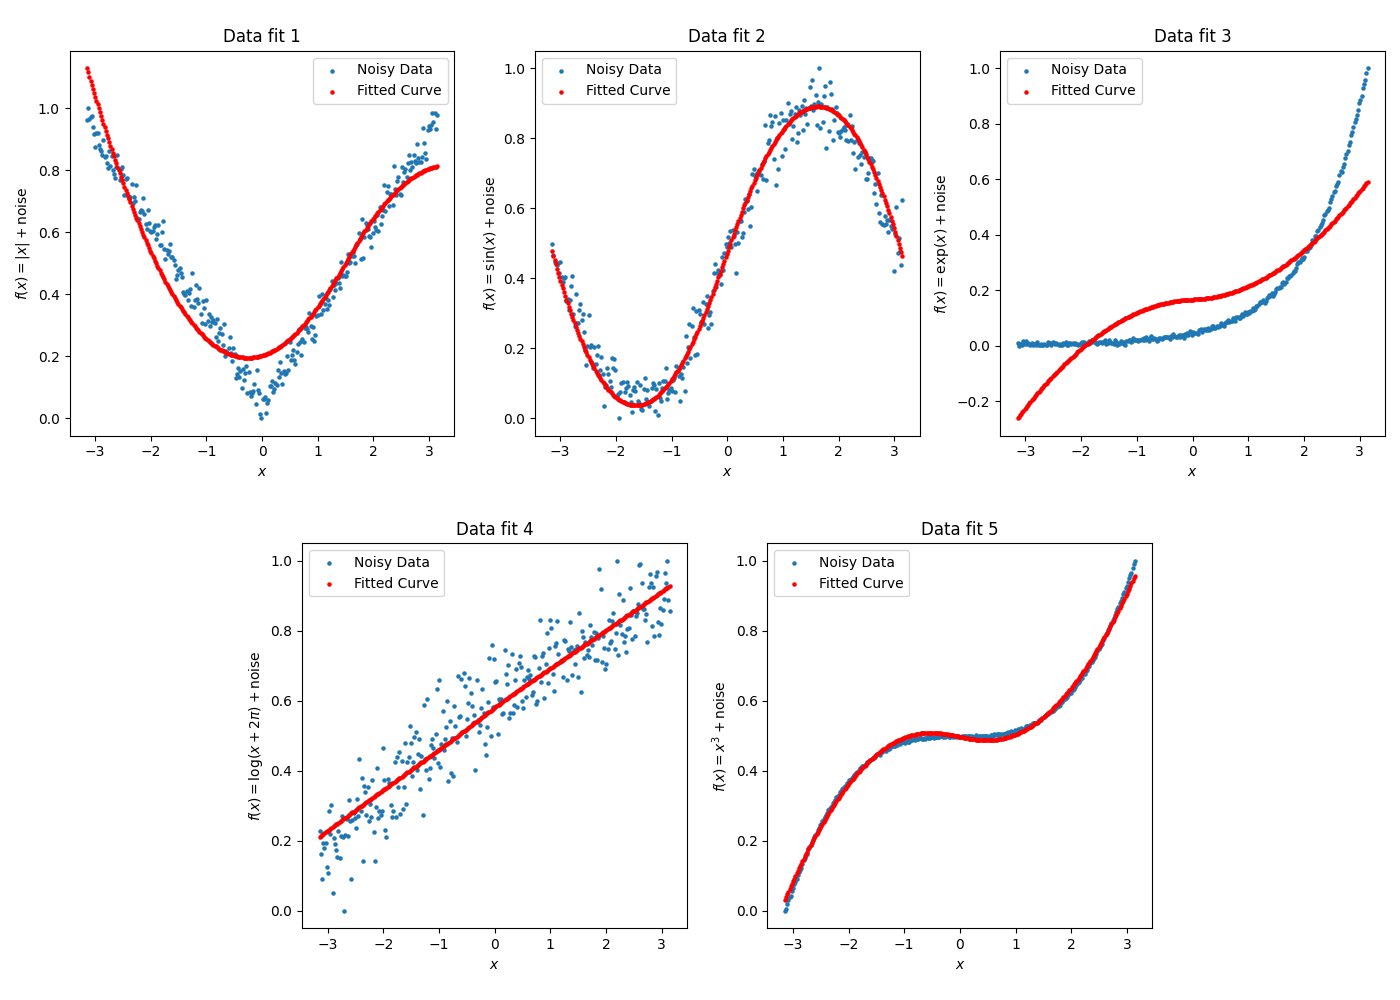 Data fit 1
Noisy Data
Fitted Curve
f(x) = |x| + noise
1.0
0.8
0.6
0.4
0.2
0.0
−3 −2 −1 0 1 2 3
x
Data fit 2
Noisy Data
Fitted Curve
f(x) = sin(x) + noise
1.0
0.8
0.6
0.4
0.2
0.0
−3 −2 −1 0 1 2 3
x
Data fit 3
Noisy Data
Fitted Curve
f(x) = exp(x) + noise
1.0
0.8
0.6
0.4
0.2
0.0
−0.2
−3 −2 −1 0 1 2 3
x
Data fit 4
Noisy Data
Fitted Curve
f(x) = log(x + 2π) + noise
1.0
0.8
0.6
0.4
0.2
0.0
−3 −2 −1 0 1 2 3
x
Data fit 5
Noisy Data
Fitted Curve
f(x) = x³ + noise
1.0
0.8
0.6
0.4
0.2
0.0
−3 −2 −1 0 1 2 3
x